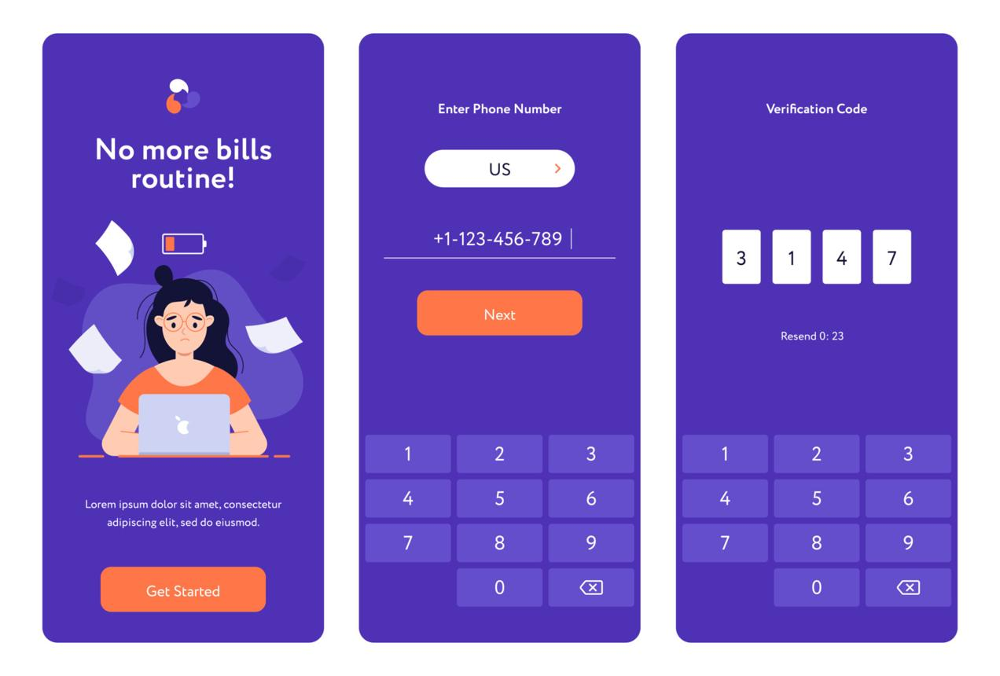 No more bills
routine!
Lorem ipsum dolor sit amet, consectetur
adipiscing elit, sed do eiusmod.
Get Started
Enter Phone Number
US
+1-123-456-789
Next
1 2 3
4 5 6
7 8 9
0
Verification Code
3 1 4 7
Resend 0: 23
1 2 3
4 5 6
7 8 9
0